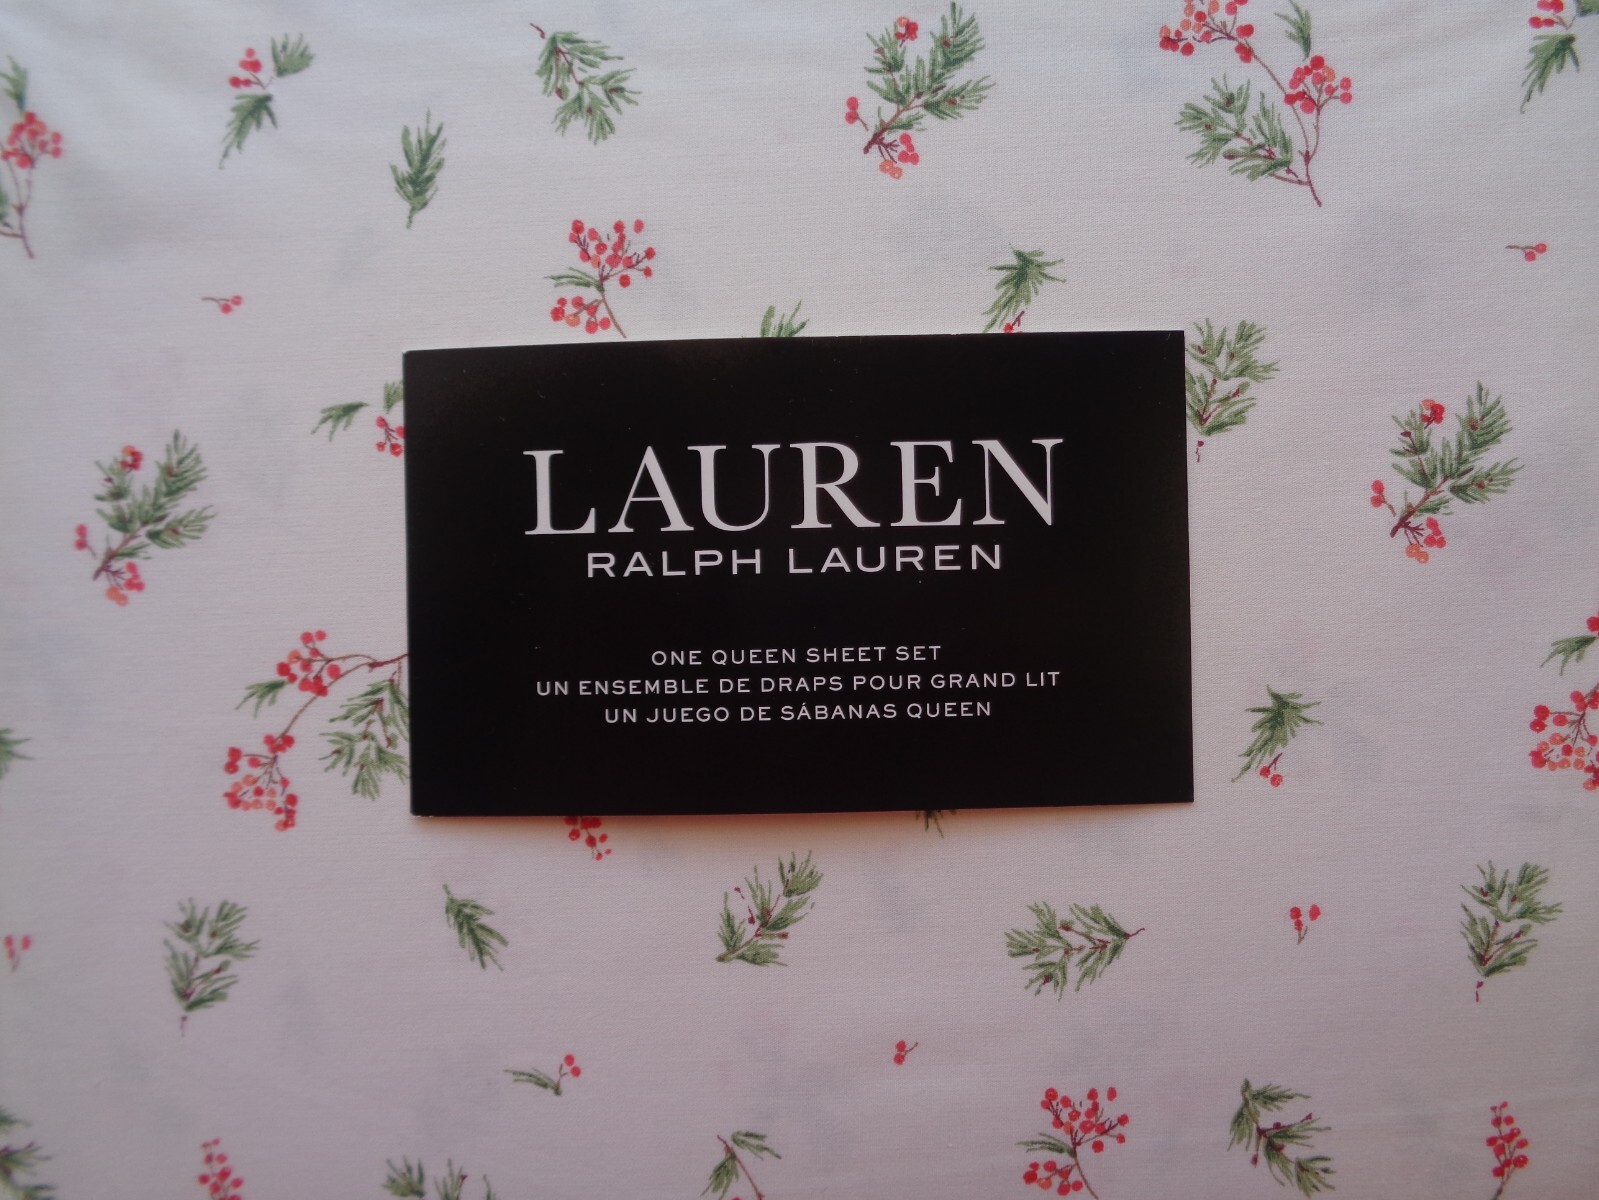 LAUREN
RALPH LAUREN
ONE QUEEN SHEET SET
UN ENSEMBLE DE DRAPS POUR GRAND LIT
UN JUEGO DE SÁBANAS QUEEN